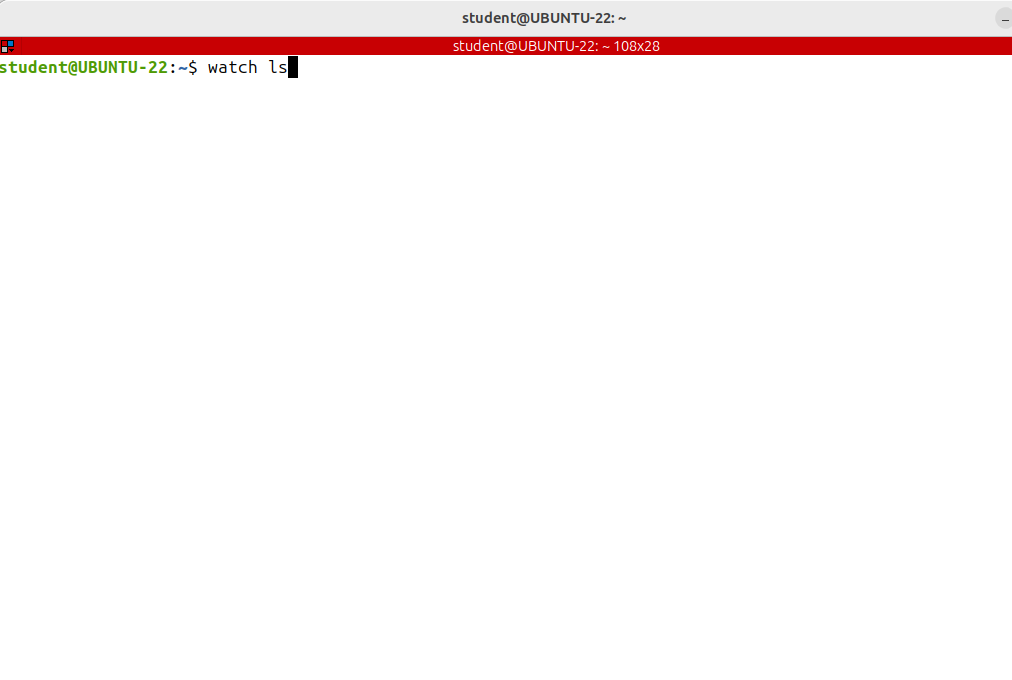 student@UBUNTU-22: ~
student@UBUNTU-22: ~ 108x28
student@UBUNTU-22:~$ watch ls